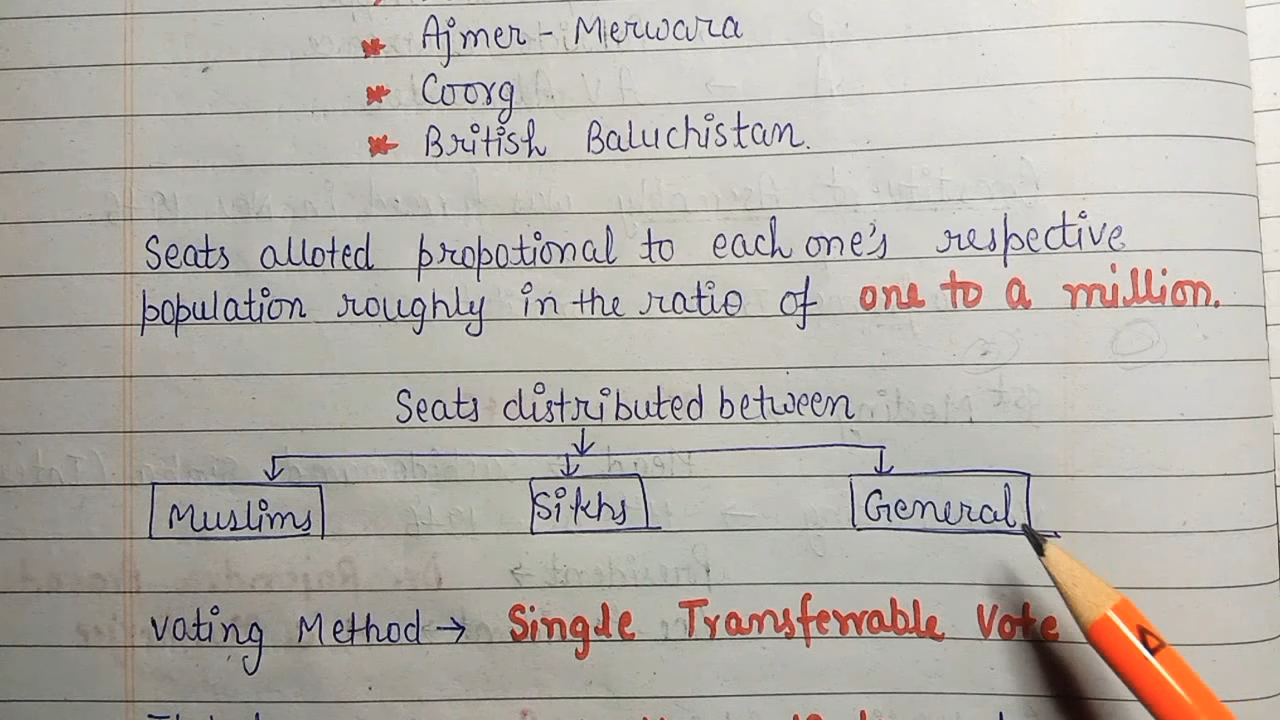 Ajmer - Merwara
Coorg
British Baluchistan.
Seats alloted propotional to each one's respective
population roughly in the ratio of one to a million.
Seats distributed between
Muslims Sikhs General
Voting Method → Single Transferrable Vote